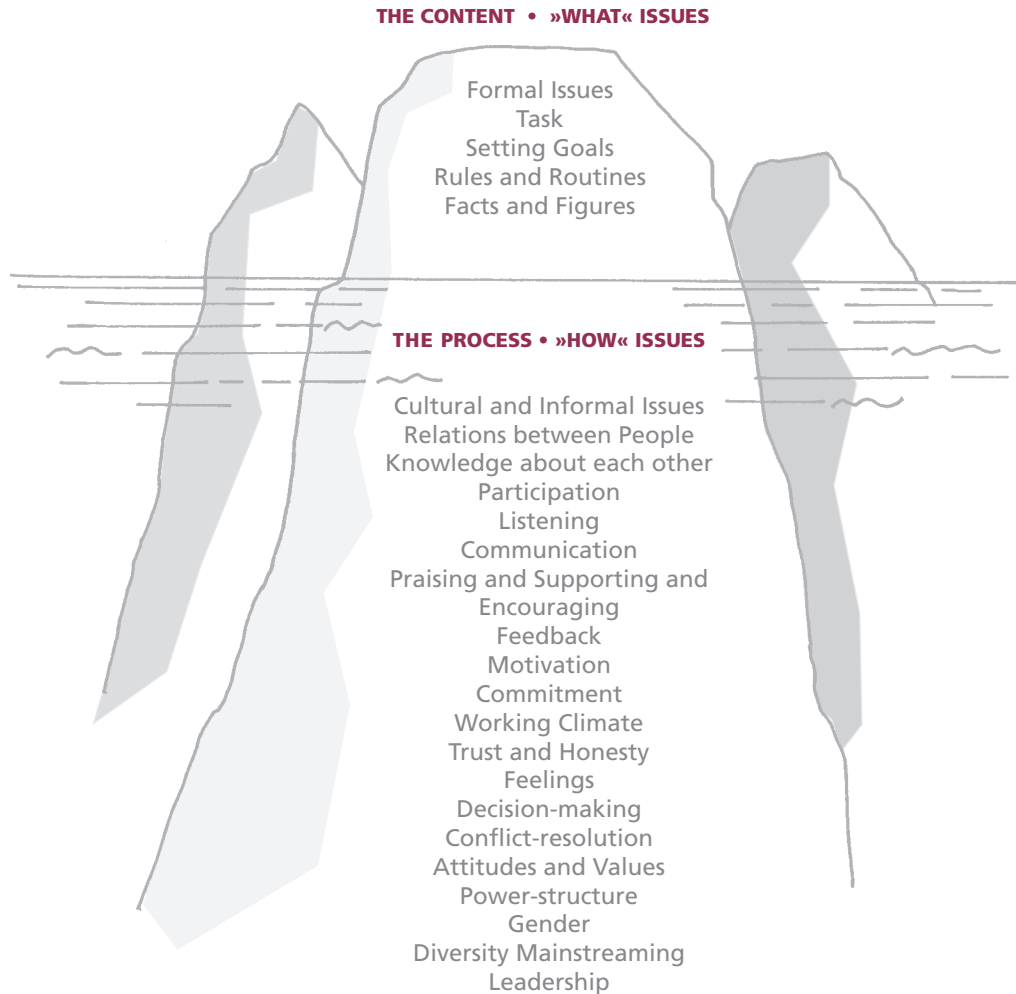 THE CONTENT • »WHAT« ISSUES
Formal Issues
Task
Setting Goals
Rules and Routines
Facts and Figures
THE PROCESS • »HOW« ISSUES
Cultural and Informal Issues
Relations between People
Knowledge about each other
Participation
Listening
Communication
Praising and Supporting and
Encouraging
Feedback
Motivation
Commitment
Working Climate
Trust and Honesty
Feelings
Decision-making
Conflict-resolution
Attitudes and Values
Power-structure
Gender
Diversity Mainstreaming
Leadership